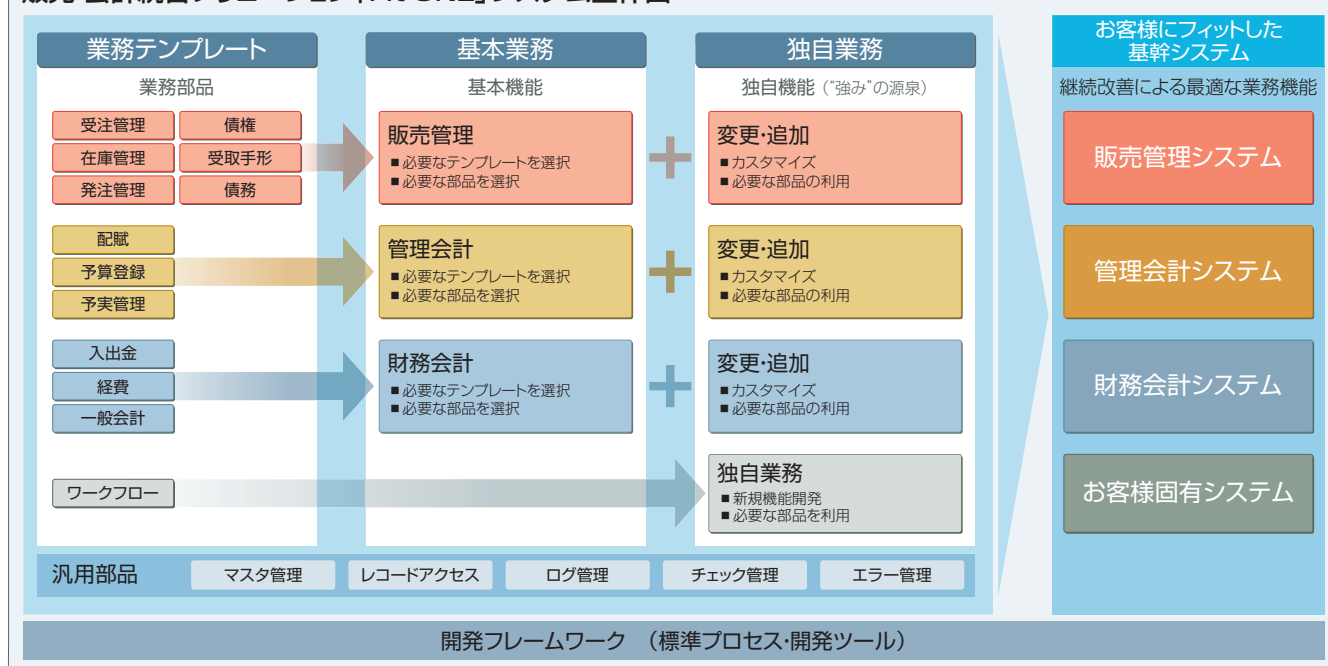 業務テンプレート
業務部品
受注管理
債権
在庫管理
受取手形
発注管理
債務
配賦
予算登録
予実管理
入出金
経費
一般会計
ワークフロー
基本業務
基本機能
販売管理
■必要なテンプレートを選択
■必要な部品を選択
管理会計
■必要なテンプレートを選択
■必要な部品を選択
財務会計
■必要なテンプレートを選択
■必要な部品を選択
独自業務
独自機能（“強み”の源泉）
変更・追加
■カスタマイズ
■必要な部品の利用
変更・追加
■カスタマイズ
■必要な部品の利用
変更・追加
■カスタマイズ
■必要な部品の利用
独自業務
■新規機能開発
■必要な部品を利用
お客様にフィットした
基幹システム
継続改善による最適な業務機能
販売管理システム
管理会計システム
財務会計システム
お客様固有システム
汎用部品
マスタ管理
レコードアクセス
ログ管理
チェック管理
エラー管理
開発フレームワーク （標準プロセス・開発ツール）